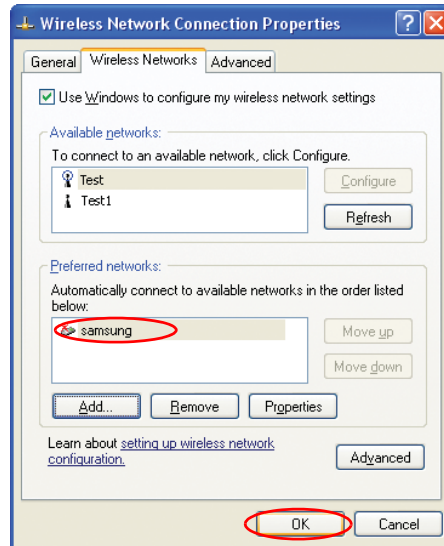 Wireless Network Connection Properties
General Wireless Networks Advanced
Use Windows to configure my wireless network settings
Available networks:
To connect to an available network, click Configure.
Test
Configure
Test1
Refresh
Preferred networks:
Automatically connect to available networks in the order listed
below:
samsung
Move up
Move down
Add... Remove Properties
Learn about setting up wireless network
configuration.
Advanced
OK Cancel